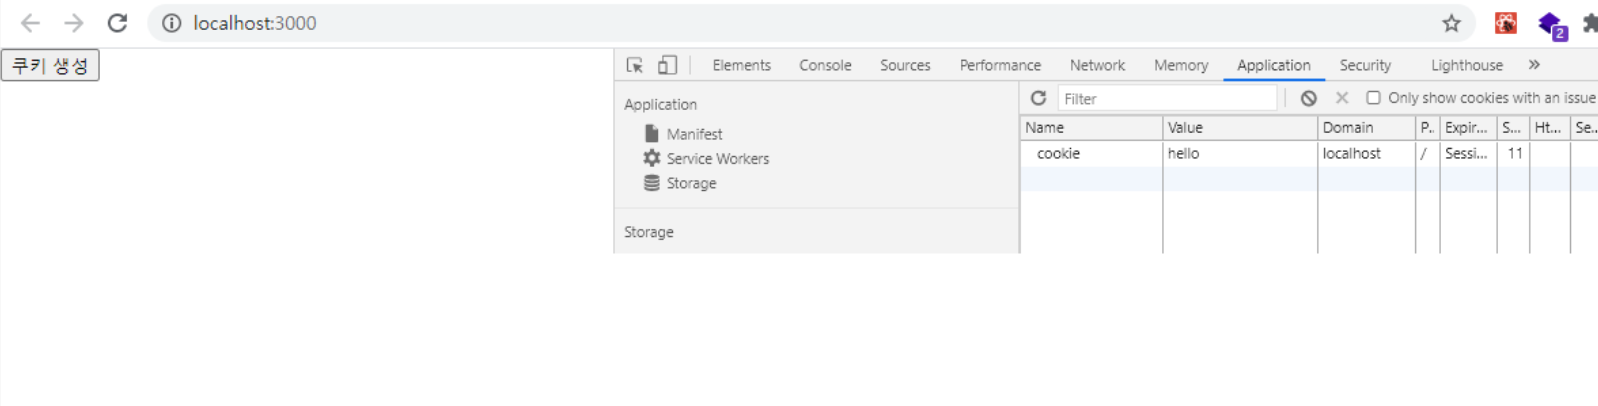 localhost:3000
2
쿠키 생성
Elements Console Sources Performance Network Memory Application Security Lighthouse »
Application
Manifest
Service Workers
Storage
Storage
Filter
Only show cookies with an issue
Name Value Domain P.. Expir... S... Ht... Se...
cookie hello localhost / Sessi... 11